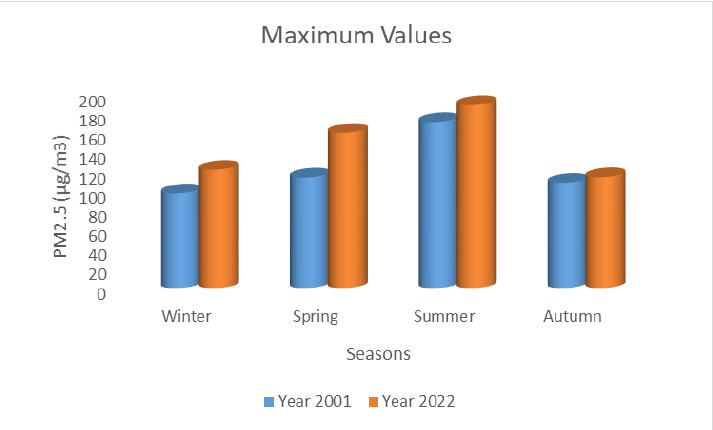 Maximum Values
PM2.5 (µg/m3)
200
180
160
140
120
100
80
60
40
20
0
Winter Spring Summer Autumn
Seasons
Year 2001 Year 2022